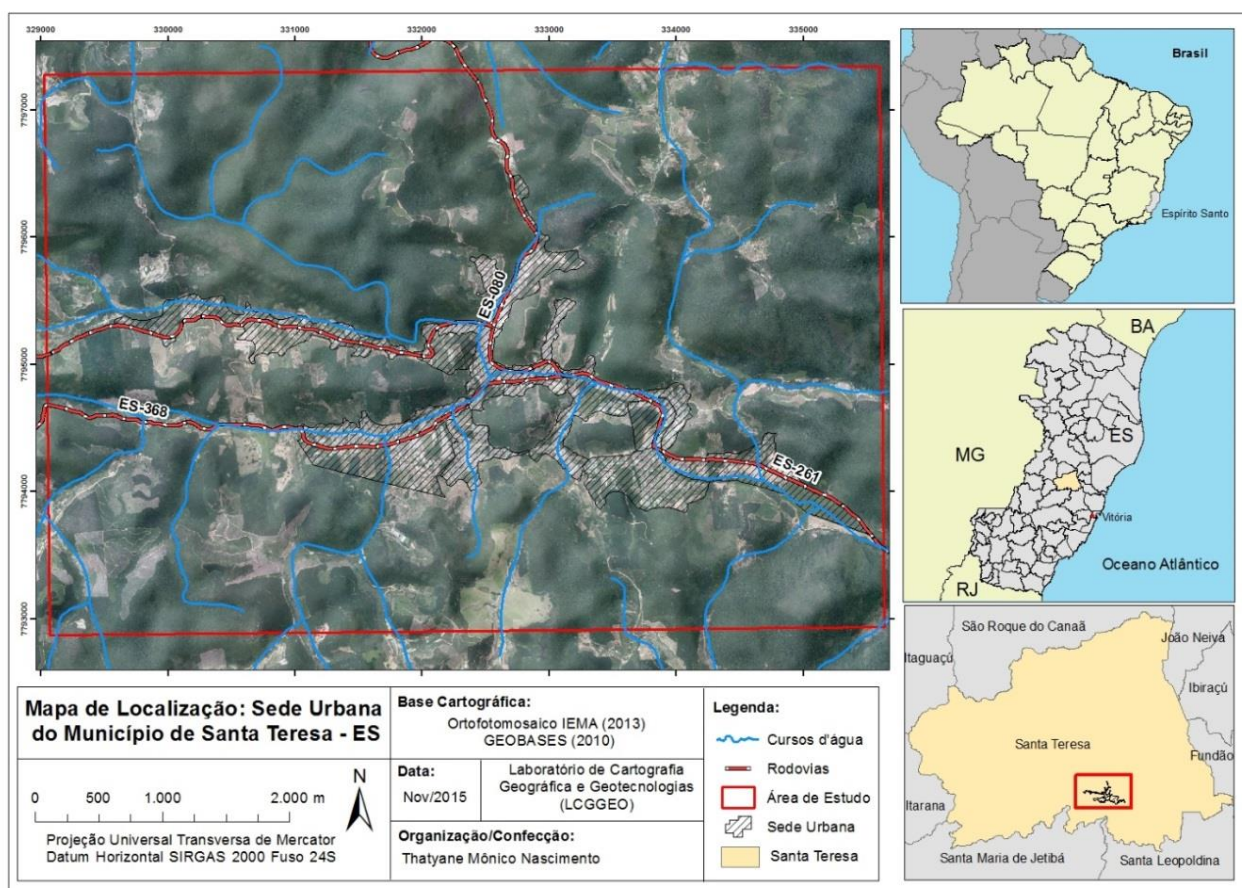 329000
330000
331000
332000
333000
334000
335000
7797000
7796000
7795000
7794000
7793000
ES-080
ES-368
ES-261
Brasil
Espírito Santo
BA
MG
ES
Vitória
Oceano Atlântico
RJ
São Roque do Canaã
João Neiva
Itaguaçú
Ibiraçú
Santa Teresa
Fundão
Itarana
Santa Maria de Jetibá
Santa Leopoldina
Mapa de Localização: Sede Urbana
do Município de Santa Teresa - ES
0 500 1.000 2.000 m
N
Projeção Universal Transversa de Mercator
Datum Horizontal SIRGAS 2000 Fuso 24S
Base Cartográfica:
Ortofotomosaico IEMA (2013)
GEOBASES (2010)
Data:
Nov/2015
Laboratório de Cartografia
Geográfica e Geotecnologias
(LCGGEO)
Organização/Confecção:
Thatyane Mônico Nascimento
Legenda:
Cursos d'água
Rodovias
Área de Estudo
Sede Urbana
Santa Teresa